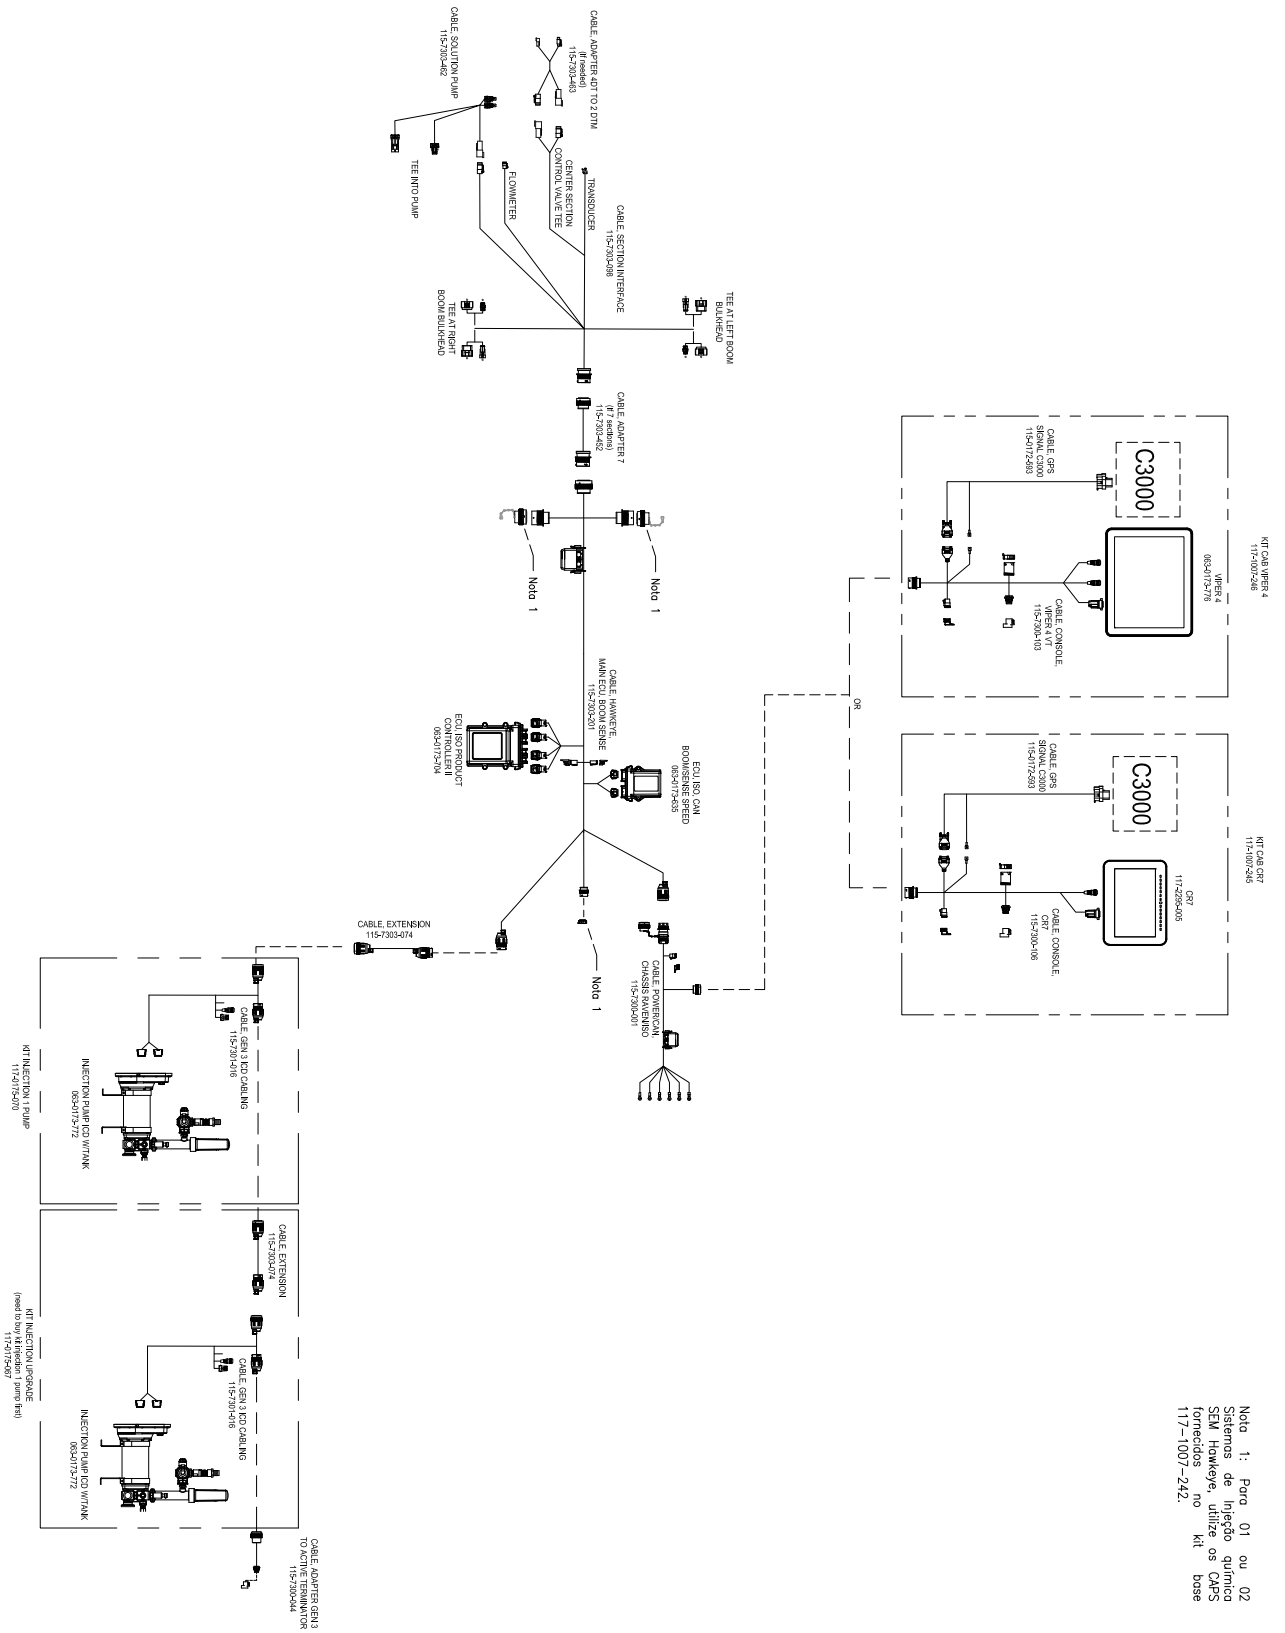 KIT CAB VIPER 4
117-1007-246
C3000
CABLE, GPS
SIGNAL C3000
115-0172-593
VIPER 4
063-0173-776
CABLE, CONSOLE,
VIPER 4 VT
115-7300-103
OR
KIT CAB CR7
117-1007-245
C3000
CABLE, GPS
SIGNAL C3000
115-0172-593
CR7
117-2295-005
CABLE, CONSOLE,
CR7
115-7300-106
CABLE, ADAPTER 4DT TO 2 DTM
(If needed)
115-7303-463
CABLE, SOLUTION PUMP
115-7303-462
TEE INTO PUMP
FLOWMETER
CENTER SECTION
CONTROL VALVE TEE
TRANSDUCER
CABLE, SECTION INTERFACE
115-7303-098
TEE AT LEFT BOOM
BULKHEAD
TEE AT RIGHT
BOOM BULKHEAD
CABLE, ADAPTER 7
(If 7 sections)
115-7303-452
Nota 1
Nota 1
CABLE, HAWKEYE,
MAIN ECU, BOOM SENSE
115-7303-201
ECU, ISO PRODUCT
CONTROLLER II
063-0173-704
ECU, ISO, CAN
BOOM/SENSE SPEED
063-0173-635
Nota 1
CABLE, POWER/CAN,
CHASSIS RAVEN/ISO
115-7300-001
CABLE, EXTENSION
115-7303-074
CABLE, GEN 3 ICD CABLING
115-7301-016
INJECTION PUMP ICD W/TANK
063-0173-772
KIT INJECTION 1 PUMP
117-0175-070
CABLE, EXTENSION
115-7303-074
CABLE, GEN 3 ICD CABLING
115-7301-016
INJECTION PUMP ICD W/TANK
063-0173-772
KIT INJECTION UPGRADE
(need to buy kit injection 1 pump first)
117-0175-067
CABLE, ADAPTER GEN 3
TO ACTIVE TERMINATOR
115-7300-044
Nota 1: Para 01 ou 02
Sistemas de Injeção química
SEM Hawkeye, utilize os CAPS
fornecidos no kit base
117-1007-242.